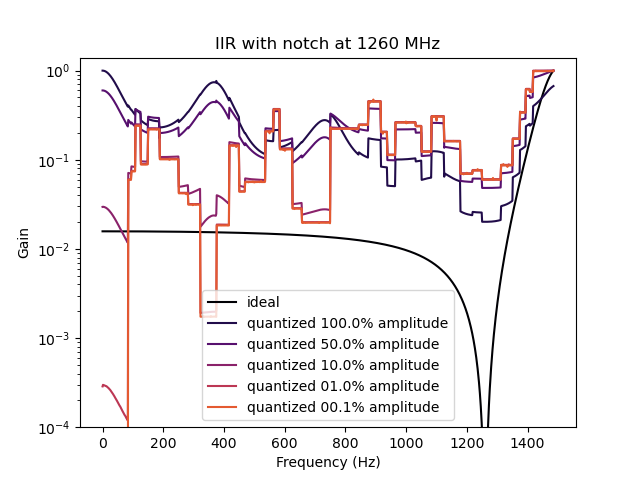 IIR with notch at 1260 MHz
Gain
10⁰
10⁻¹
10⁻²
10⁻³
10⁻⁴
ideal
quantized 100.0% amplitude
quantized 50.0% amplitude
quantized 10.0% amplitude
quantized 01.0% amplitude
quantized 00.1% amplitude
0 200 400 600 800 1000 1200 1400
Frequency (Hz)